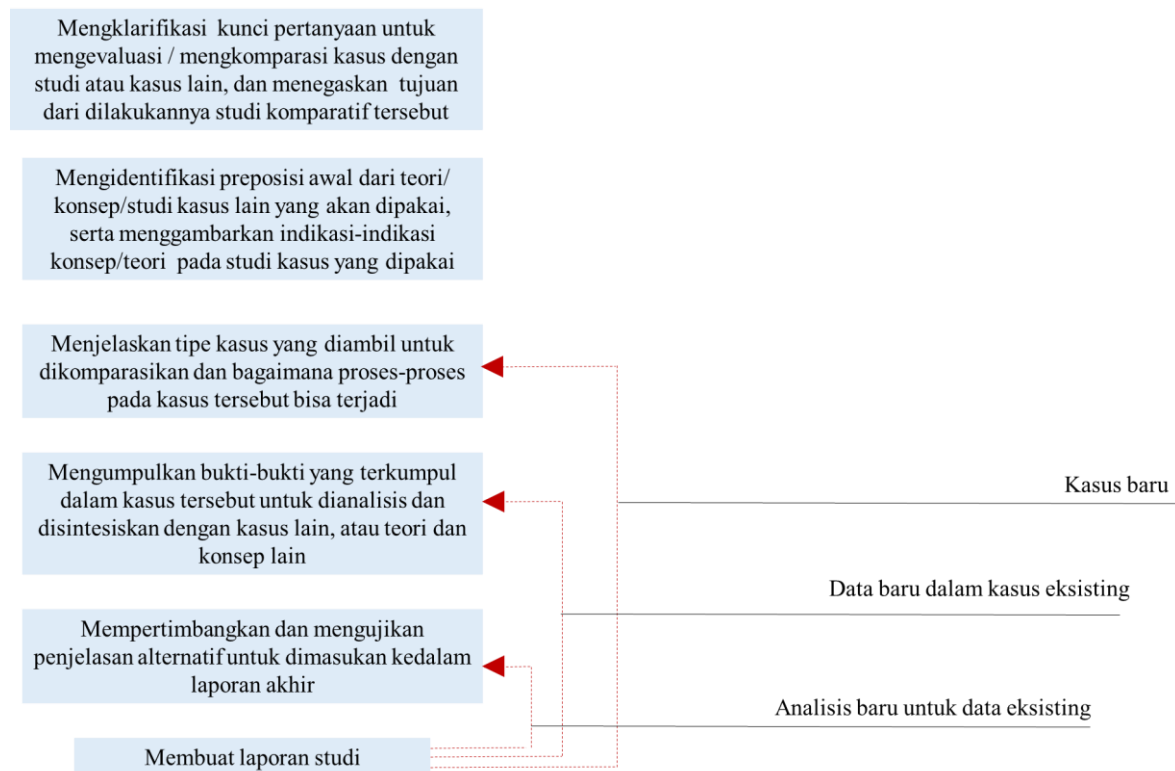 Mengklarifikasi kunci pertanyaan untuk
mengevaluasi / mengkomparasi kasus dengan
studi atau kasus lain, dan menegaskan tujuan
dari dilakukannya studi komparatif tersebut
Mengidentifikasi preposisi awal dari teori/
konsep/studi kasus lain yang akan dipakai,
serta menggambarkan indikasi-indikasi
konsep/teori pada studi kasus yang dipakai
Menjelaskan tipe kasus yang diambil untuk
dikomparasikan dan bagaimana proses-proses
pada kasus tersebut bisa terjadi
Mengumpulkan bukti-bukti yang terkumpul
dalam kasus tersebut untuk dianalisis dan
disintesiskan dengan kasus lain, atau teori dan
konsep lain
Kasus baru
Data baru dalam kasus eksisting
Mempertimbangkan dan mengujikan
penjelasan alternatif untuk dimasukan kedalam
laporan akhir
Analisis baru untuk data eksisting
Membuat laporan studi